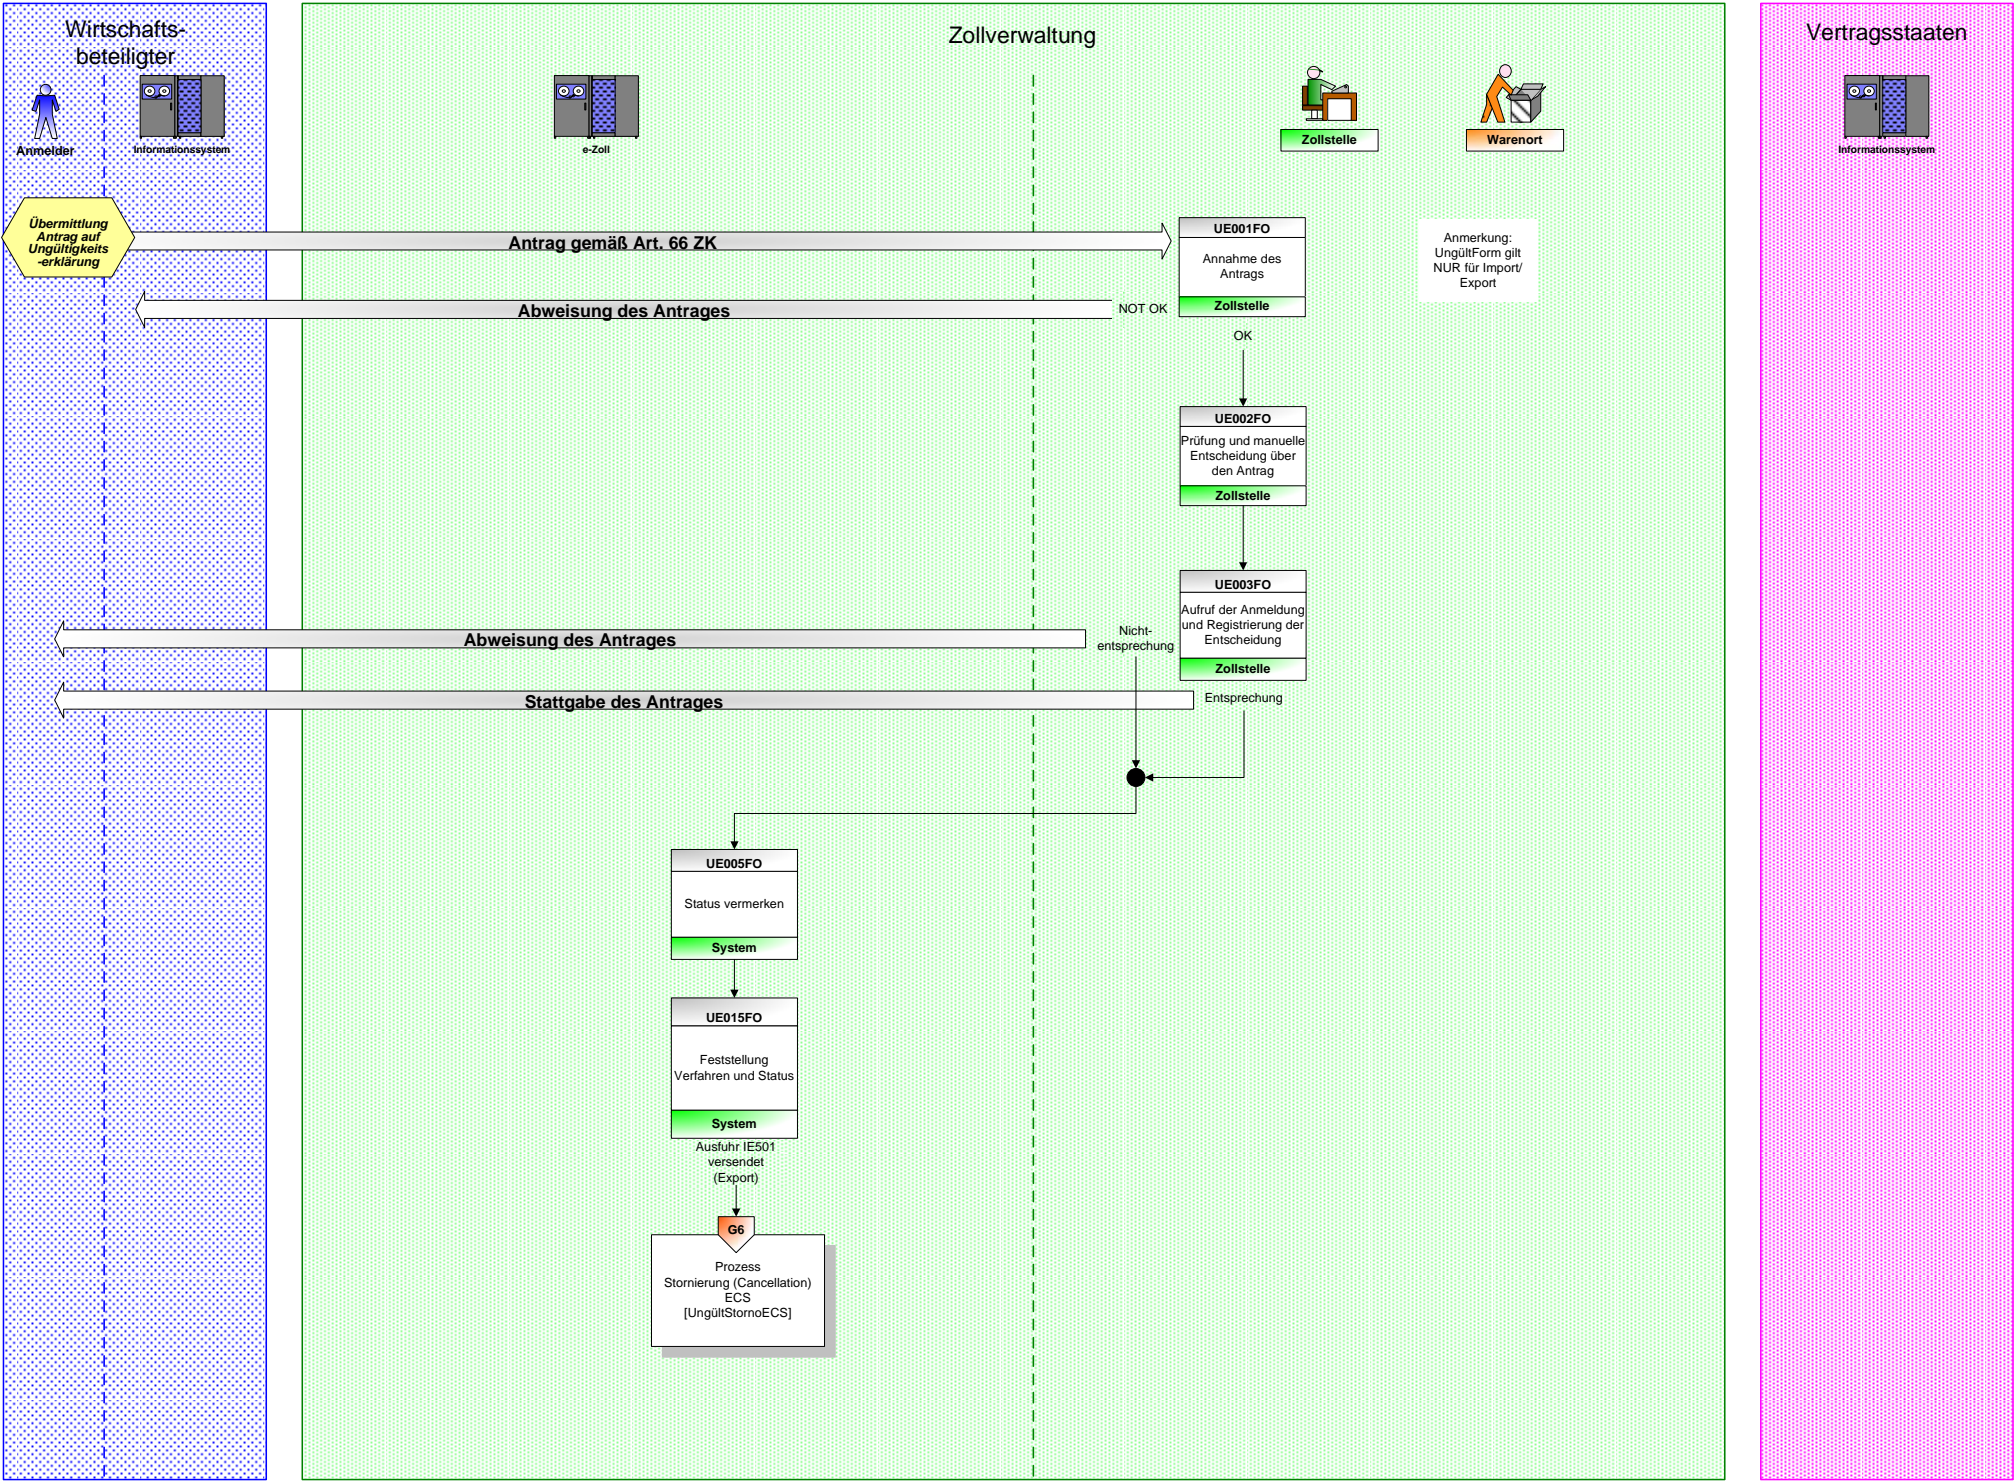 Wirtschafts-
beteiligter
Zollverwaltung
Vertragsstaaten
Anmelder
Informationssystem
e-Zoll
Zollstelle
Warenort
Informationssystem
Übermittlung
Antrag auf
Ungültigkeits
-erklärung
Antrag gemäß Art. 66 ZK
UE001FO
Annahme des
Antrags
Zollstelle
Anmerkung:
UngültForm gilt
NUR für Import/
Export
Abweisung des Antrages
NOT OK
OK
UE002FO
Prüfung und manuelle
Entscheidung über
den Antrag
Zollstelle
UE003FO
Aufruf der Anmeldung
und Registrierung der
Entscheidung
Zollstelle
Abweisung des Antrages
Nicht-
entsprechung
Stattgabe des Antrages
Entsprechung
UE005FO
Status vermerken
System
UE015FO
Feststellung
Verfahren und Status
System
Ausfuhr IE501
versendet
(Export)
G6
Prozess
Stornierung (Cancellation)
ECS
[UngültStornoECS]